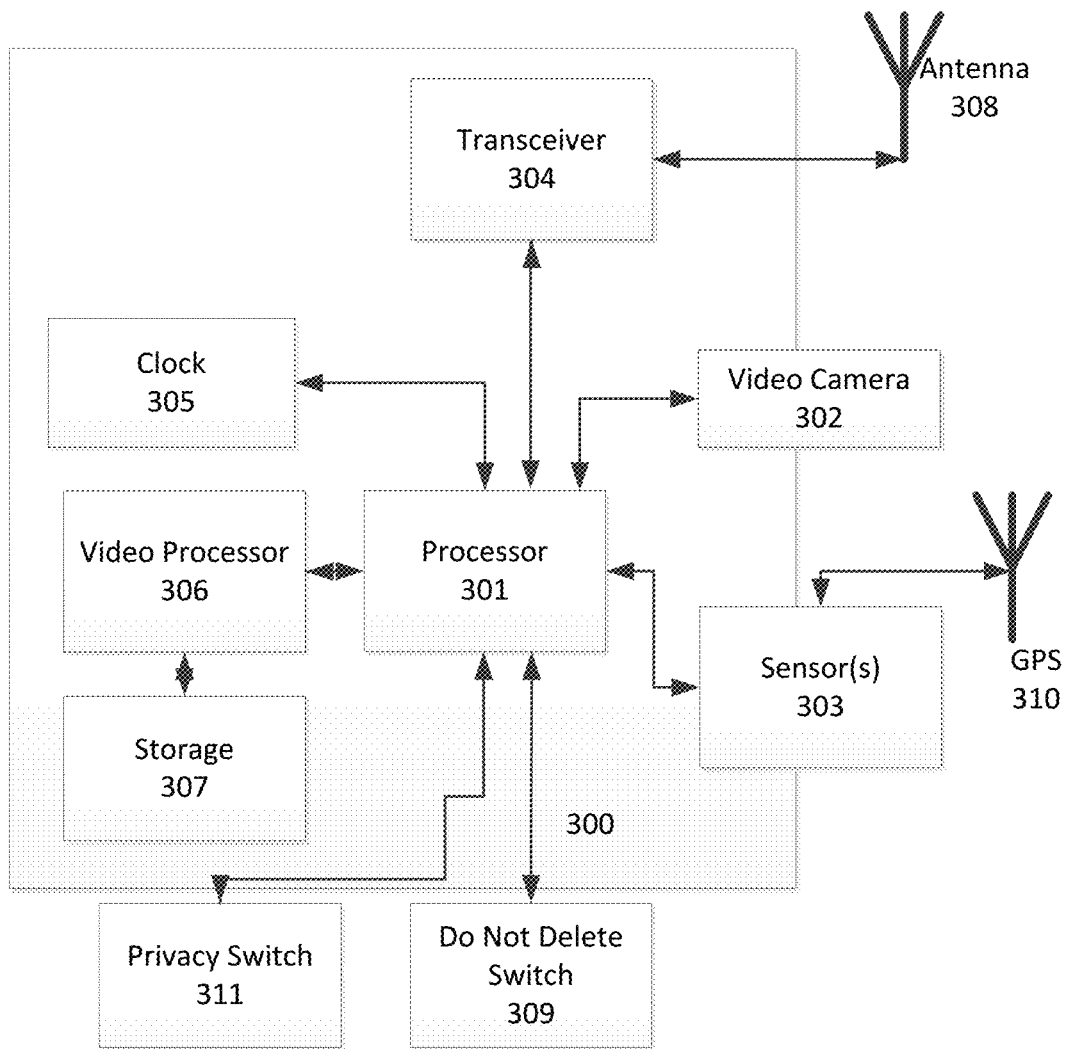 Antenna
308
Transceiver
304
Clock
305
Video Camera
302
Video Processor
306
Processor
301
Sensor(s)
303
GPS
310
Storage
307
300
Privacy Switch
311
Do Not Delete
Switch
309